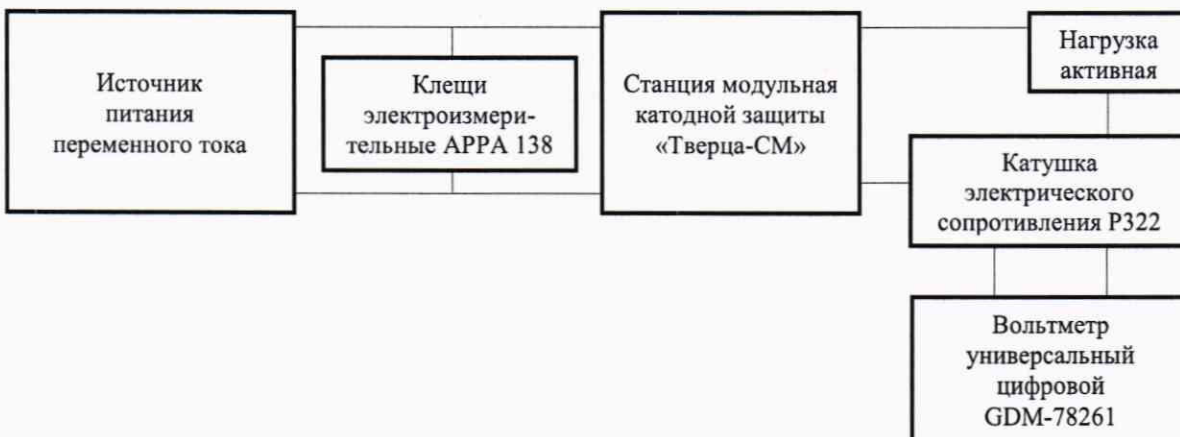 Источник
питания
переменного тока
Клещи
электроизмери-
тельные АРРА 138
Станция модульная
катодной защиты
«Тверца-СМ»
Нагрузка
активная
Катушка
электрического
сопротивления Р322
Вольтметр
универсальный
цифровой
GDM-78261